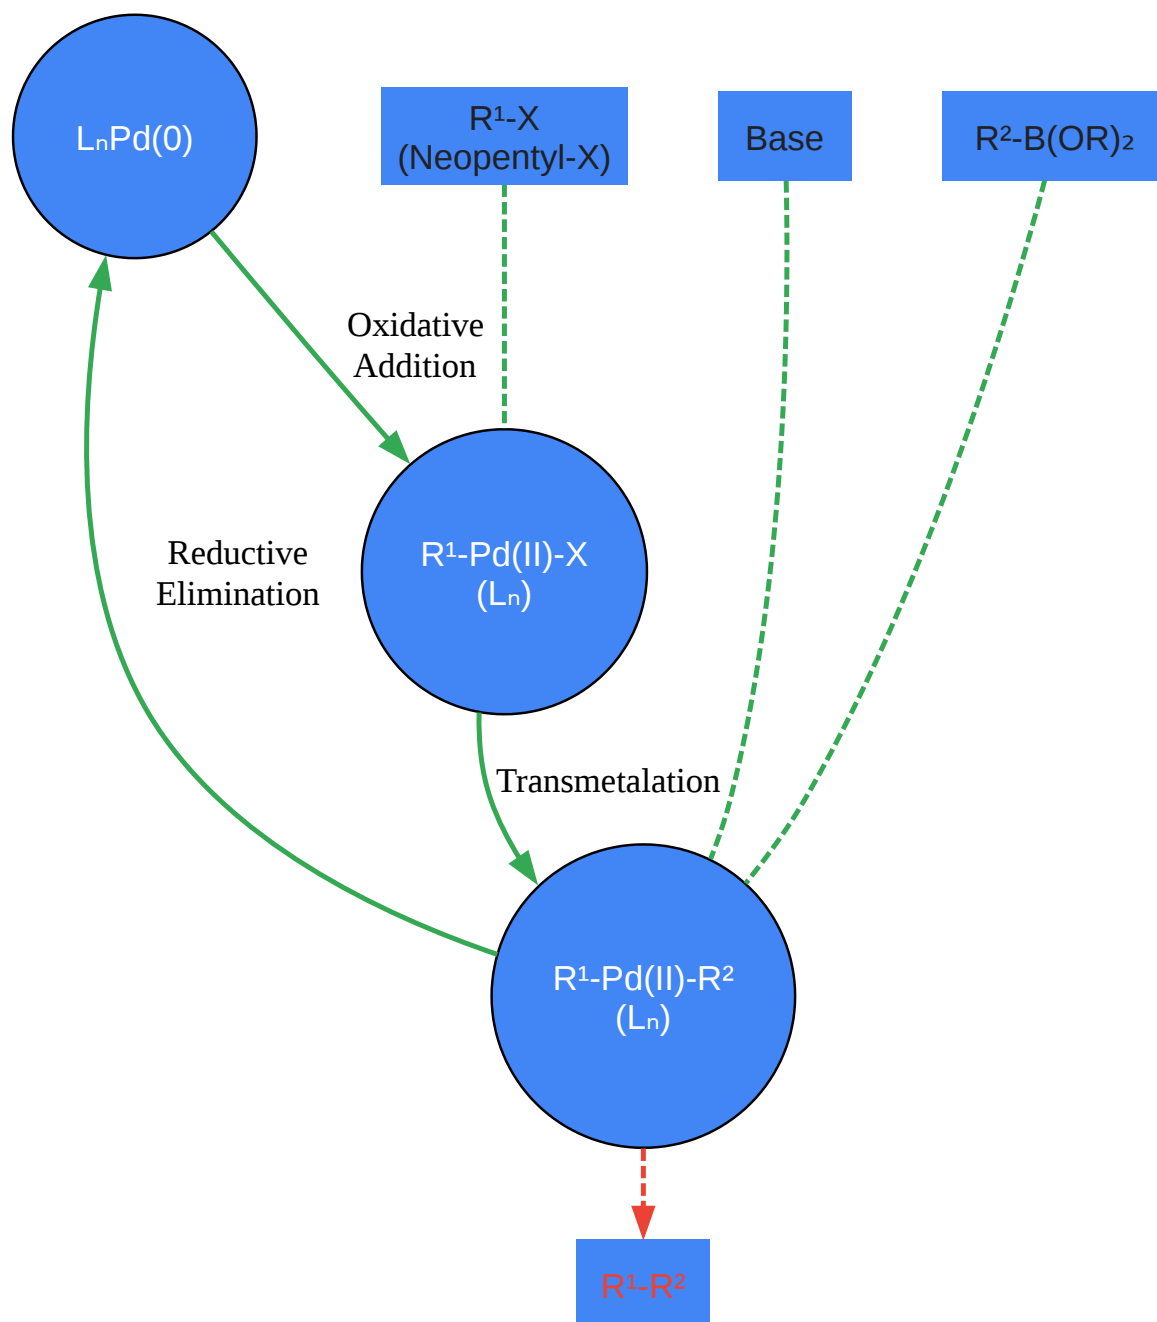 LₙPd(0)
R¹-X
(Neopentyl-X)
Base
R²-B(OR)₂
Oxidative
Addition
R¹-Pd(II)-X
(Lₙ)
Reductive
Elimination
Transmetalation
R¹-Pd(II)-R²
(Lₙ)
R¹-R²